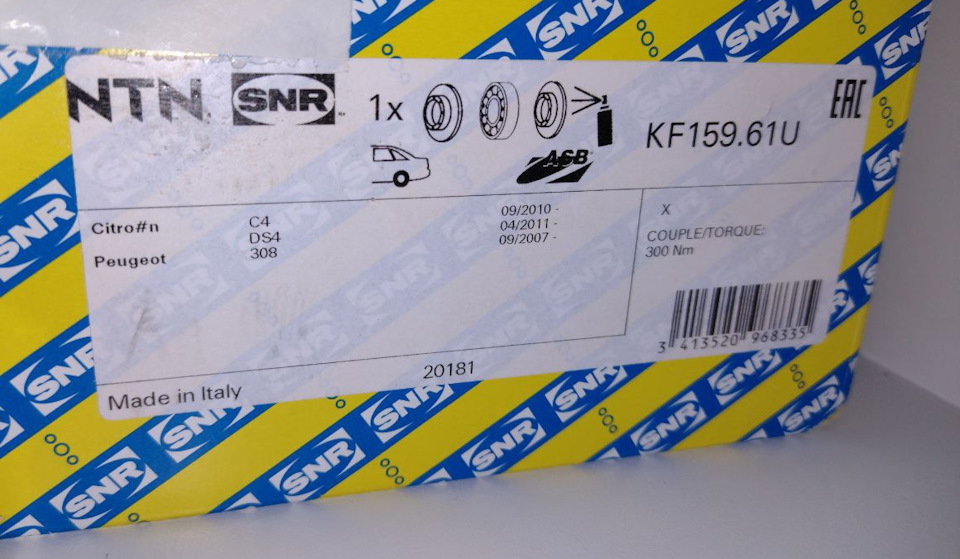 NTN SNR 1x KF159.61U EAC
ASB
Citro#n C4 09/2010 - X
DS4 04/2011 - COUPLE/TORQUE:
Peugeot 308 09/2007 - 300 Nm
3 413520 968335
20181
Made in Italy
SNR